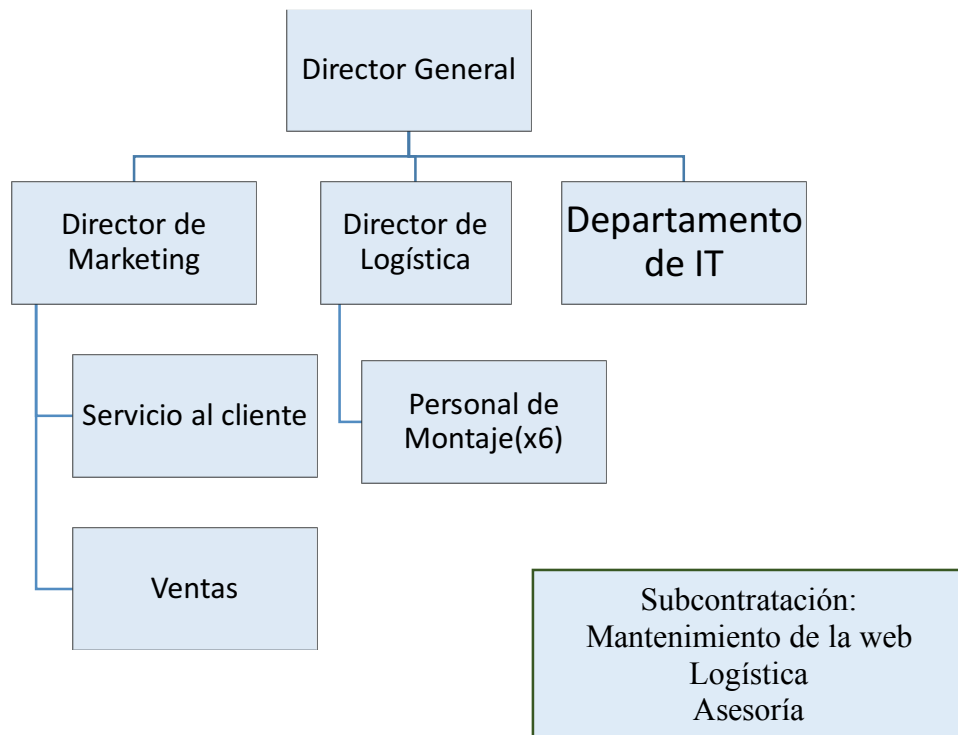 Director General
Director de
Marketing
Director de
Logística
Departamento
de IT
Servicio al cliente
Personal de
Montaje(x6)
Ventas
Subcontratación:
Mantenimiento de la web
Logística
Asesoría